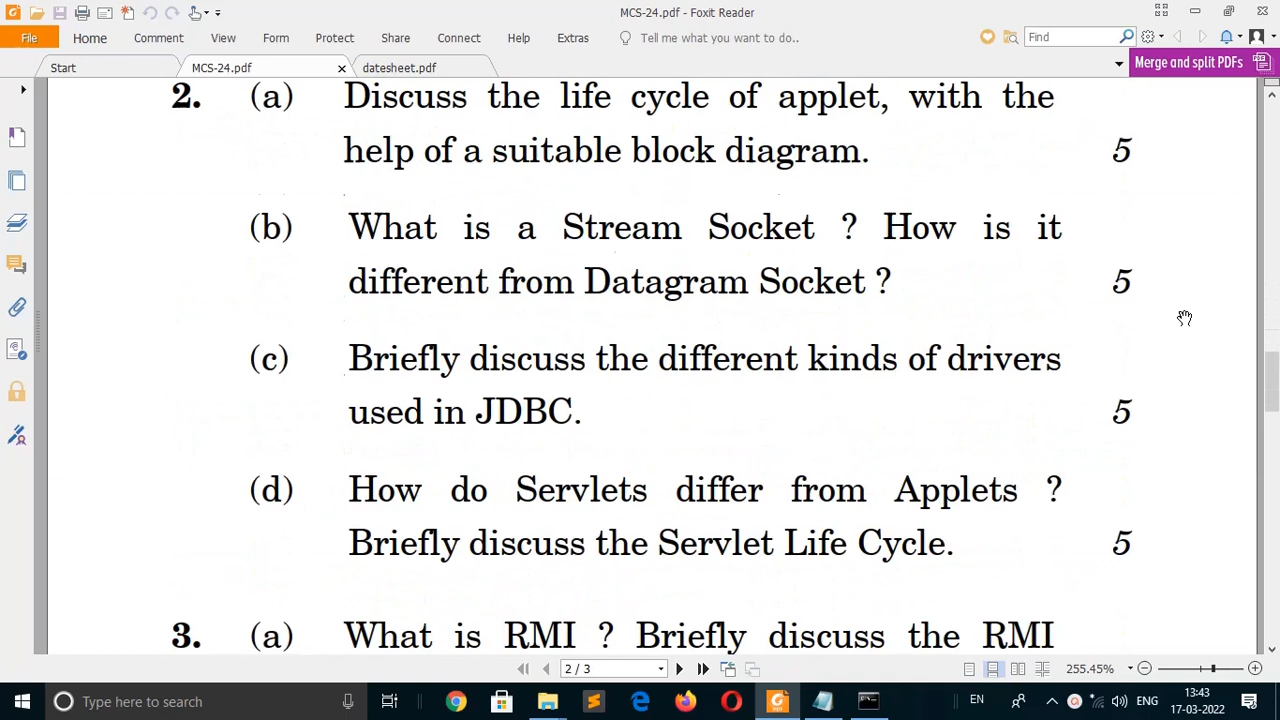 MCS-24.pdf - Foxit Reader
File Home Comment View Form Protect Share Connect Help Extras Tell me what you want to do.. Find
Start MCS-24.pdf datesheet.pdf Merge and split PDFs
2. (a) Discuss the life cycle of applet, with the
help of a suitable block diagram. 5
(b) What is a Stream Socket ? How is it
different from Datagram Socket ? 5
(c) Briefly discuss the different kinds of drivers
used in JDBC. 5
(d) How do Servlets differ from Applets ?
Briefly discuss the Servlet Life Cycle. 5
3. (a) What is RMI ? Briefly discuss the RMI
2 / 3 255.45%
Type here to search EN ENG 13:43
17-03-2022